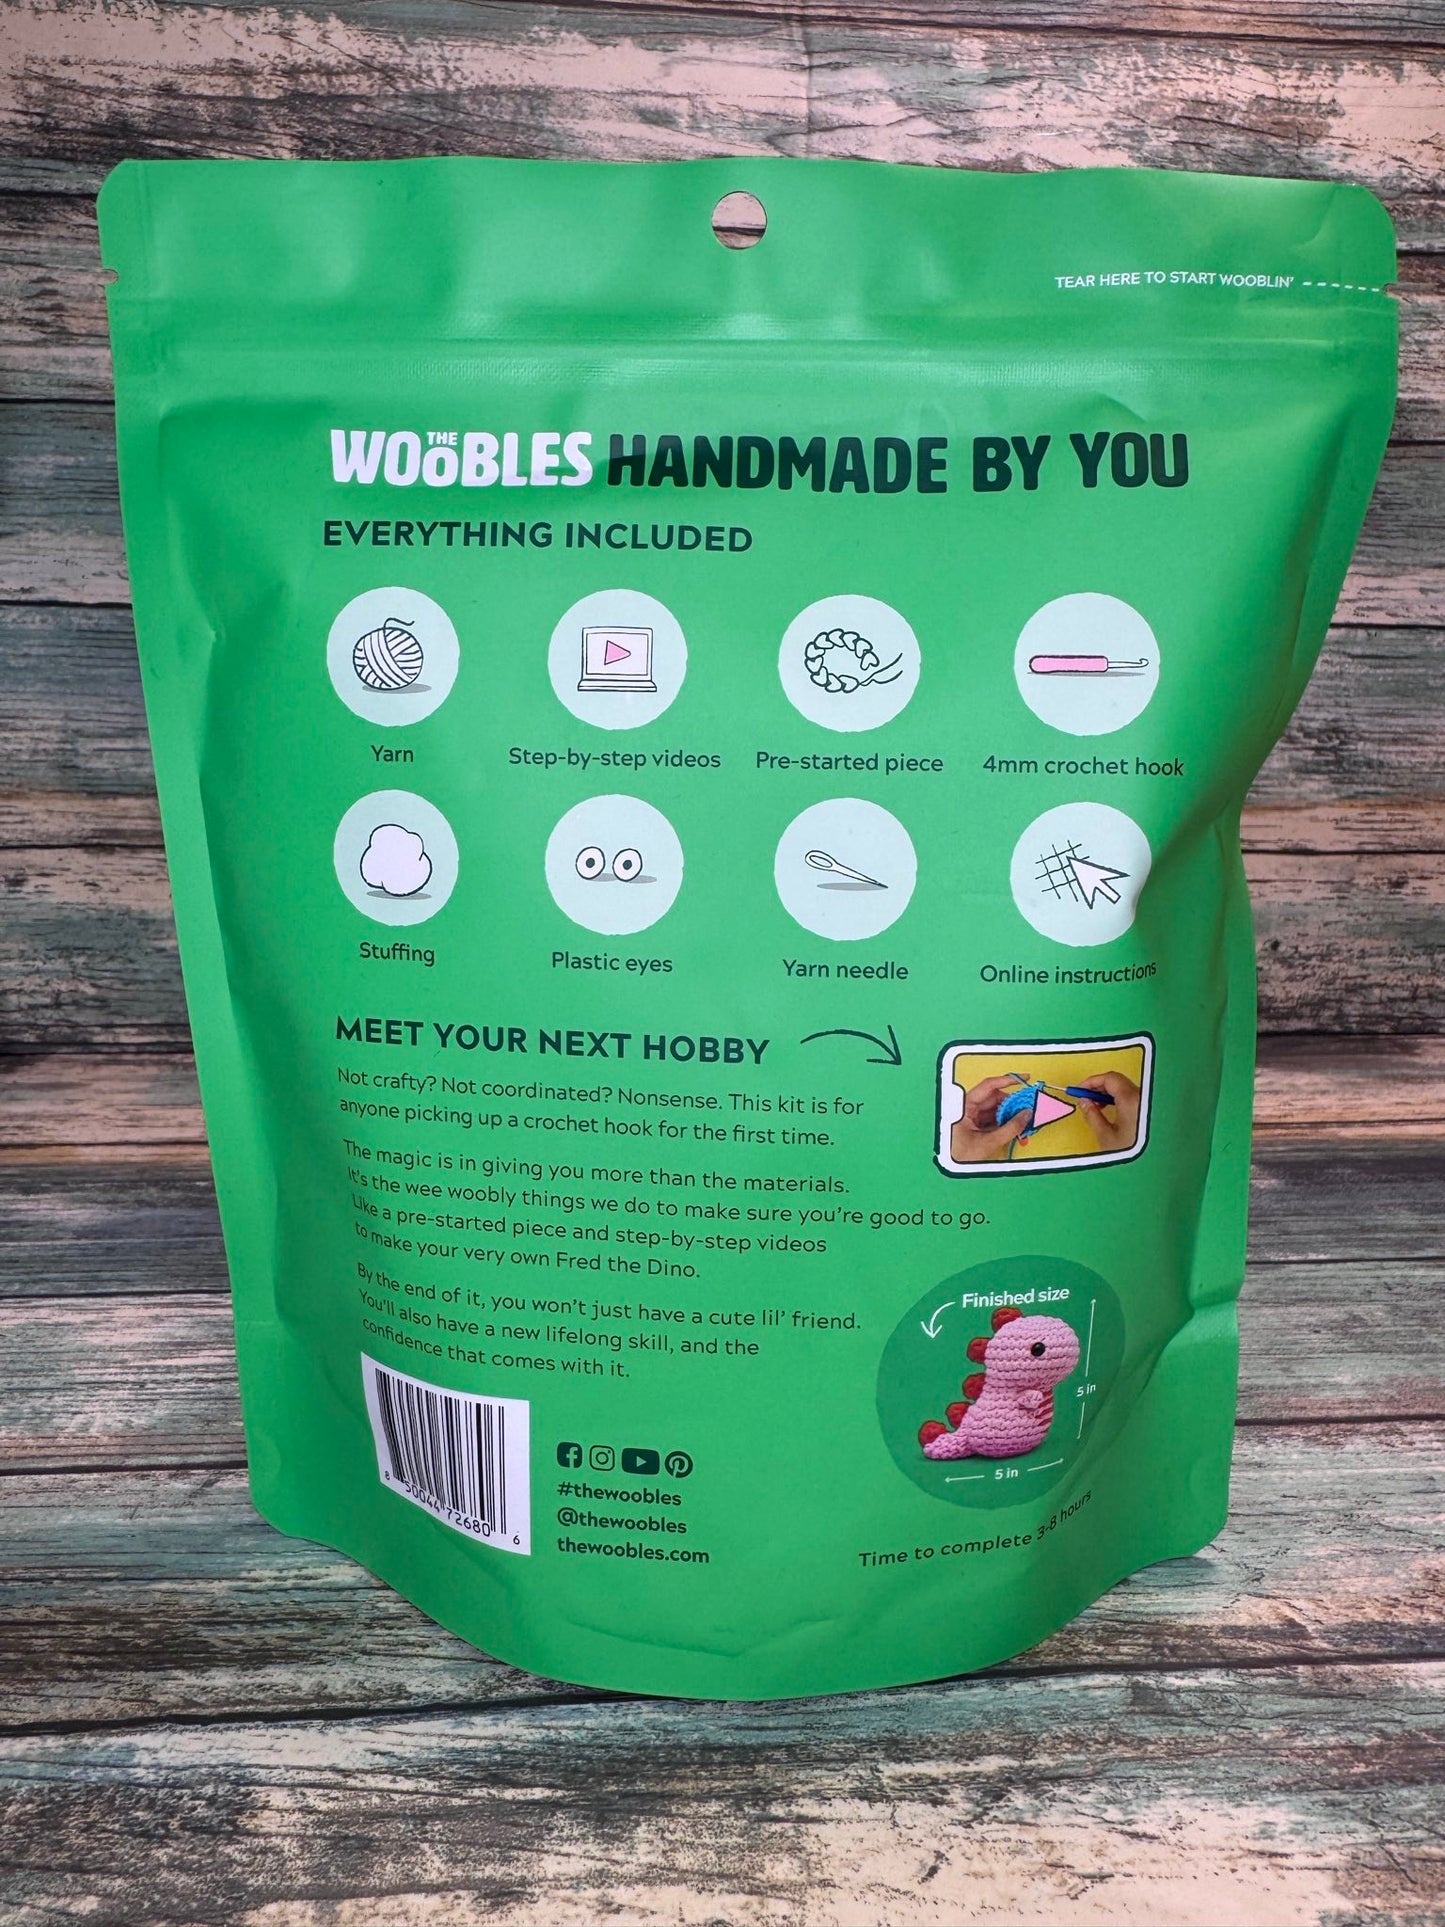 TEAR HERE TO START WOOBLIN' ------
THE WOOBLES HANDMADE BY YOU
EVERYTHING INCLUDED
Yarn
Step-by-step videos
Pre-started piece
4mm crochet hook
Stuffing
Plastic eyes
Yarn needle
Online instructions
MEET YOUR NEXT HOBBY
Not crafty? Not coordinated? Nonsense. This kit is for
anyone picking up a crochet hook for the first time.
The magic is in giving you more than the materials.
It's the wee woobly things we do to make sure you're good to go.
Like a pre-started piece and step-by-step videos
to make your very own Fred the Dino.
By the end of it, you won't just have a cute lil' friend.
You'll also have a new lifelong skill, and the
confidence that comes with it.
Finished size
5 in
5 in
Time to complete 3-8 hours
8 50044 72680 6
#thewoobles
@thewoobles
thewoobles.com